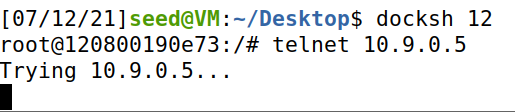 [07/12/21]seed@VM:~/Desktop$ docksh 12
root@120800190e73:/# telnet 10.9.0.5
Trying 10.9.0.5...